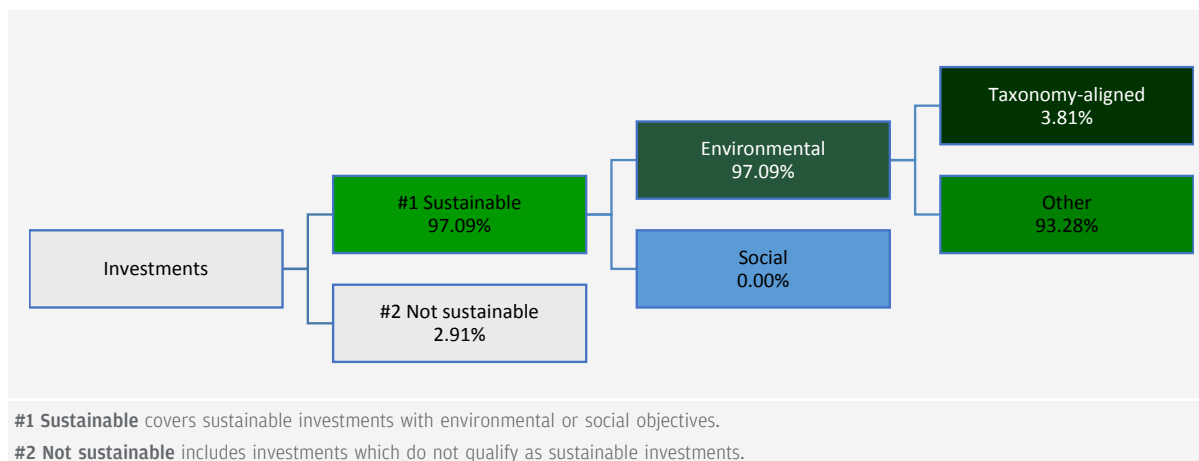 Investments
#1 Sustainable
97.09%
#2 Not sustainable
2.91%
Environmental
97.09%
Social
0.00%
Taxonomy-aligned
3.81%
Other
93.28%
#1 Sustainable covers sustainable investments with environmental or social objectives.
#2 Not sustainable includes investments which do not qualify as sustainable investments.